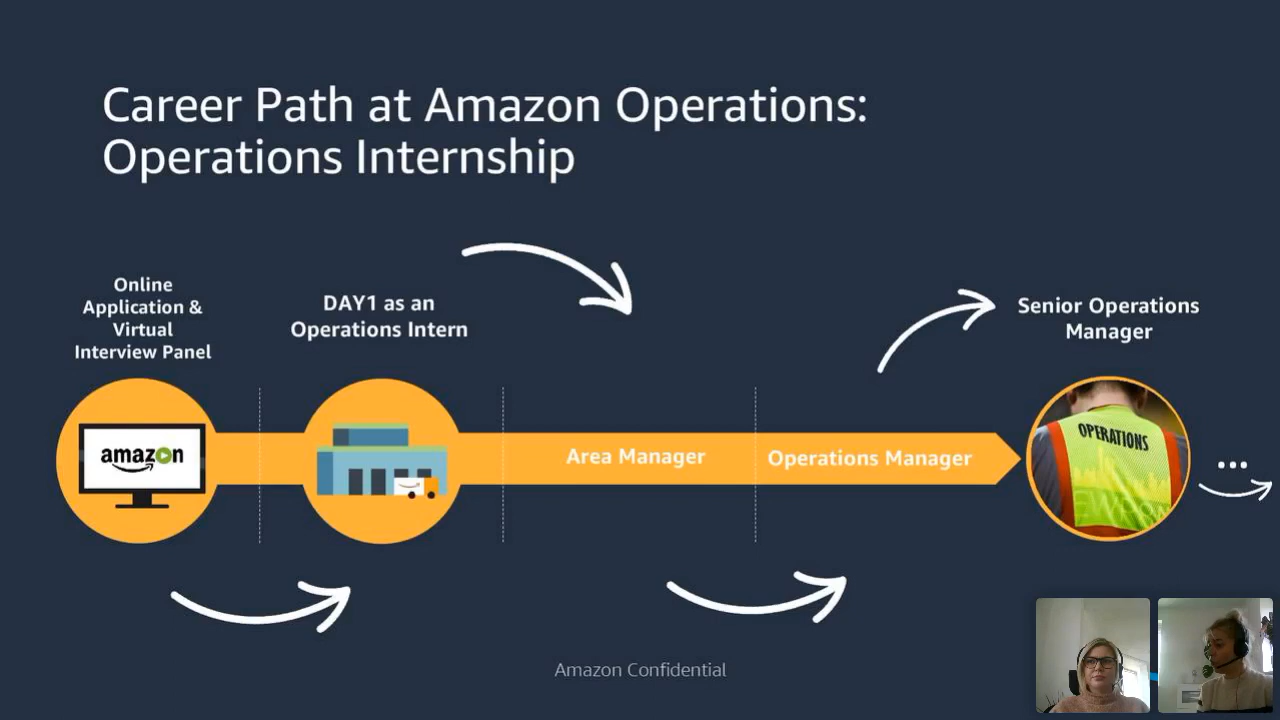 Career Path at Amazon Operations:
Operations Internship
Online
Application &
Virtual
Interview Panel
DAY1 as an
Operations Intern
Senior Operations
Manager
amazon
Area Manager
Operations Manager
OPERATIONS
...
Amazon Confidential